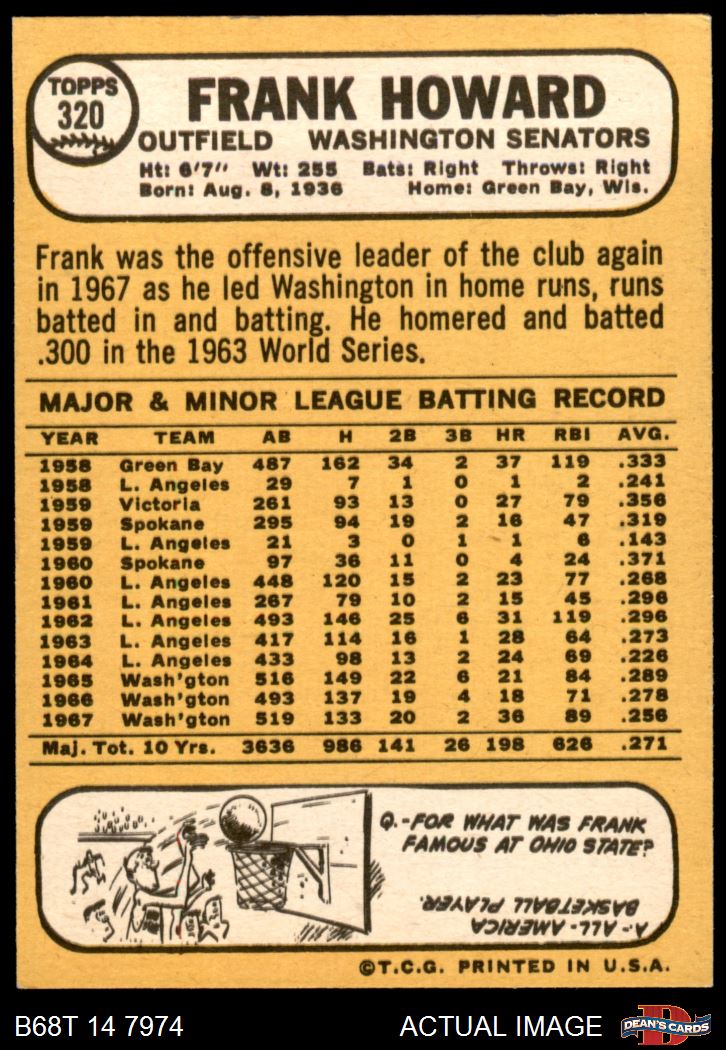 TOPPS
320
FRANK HOWARD
OUTFIELD WASHINGTON SENATORS
Ht: 6'7" Wt: 255 Bats: Right Throws: Right
Born: Aug. 8, 1936 Home: Green Bay, Wis.
Frank was the offensive leader of the club again
in 1967 as he led Washington in home runs, runs
batted in and batting. He homered and batted
.300 in the 1963 World Series.
MAJOR & MINOR LEAGUE BATTING RECORD
YEAR TEAM AB H 2B 3B HR RBI AVG.
1958 Green Bay 487 162 34 2 37 119 .333
1958 L. Angeles 29 7 1 0 1 2 .241
1959 Victoria 261 93 13 0 27 79 .356
1959 Spokane 295 94 19 2 16 47 .319
1959 L. Angeles 21 3 0 1 1 6 .143
1960 Spokane 97 36 11 0 4 24 .371
1960 L. Angeles 448 120 15 2 23 77 .268
1961 L. Angeles 267 79 10 2 15 45 .296
1962 L. Angeles 493 146 25 6 31 119 .296
1963 L. Angeles 417 114 16 1 28 64 .273
1964 L. Angeles 433 98 13 2 24 69 .226
1965 Wash'gton 516 149 22 6 21 84 .289
1966 Wash'gton 493 137 19 4 18 71 .278
1967 Wash'gton 519 133 20 2 36 89 .256
Maj. Tot. 10 Yrs. 3636 986 141 26 198 626 .271
Q.-FOR WHAT WAS FRANK
FAMOUS AT OHIO STATE?
A-ALL-AMERICA
BASKETBALL PLAYER.
©T.C.G. PRINTED IN U.S.A.
B68T 14 7974 ACTUAL IMAGE
D
DEAN'S CARDS